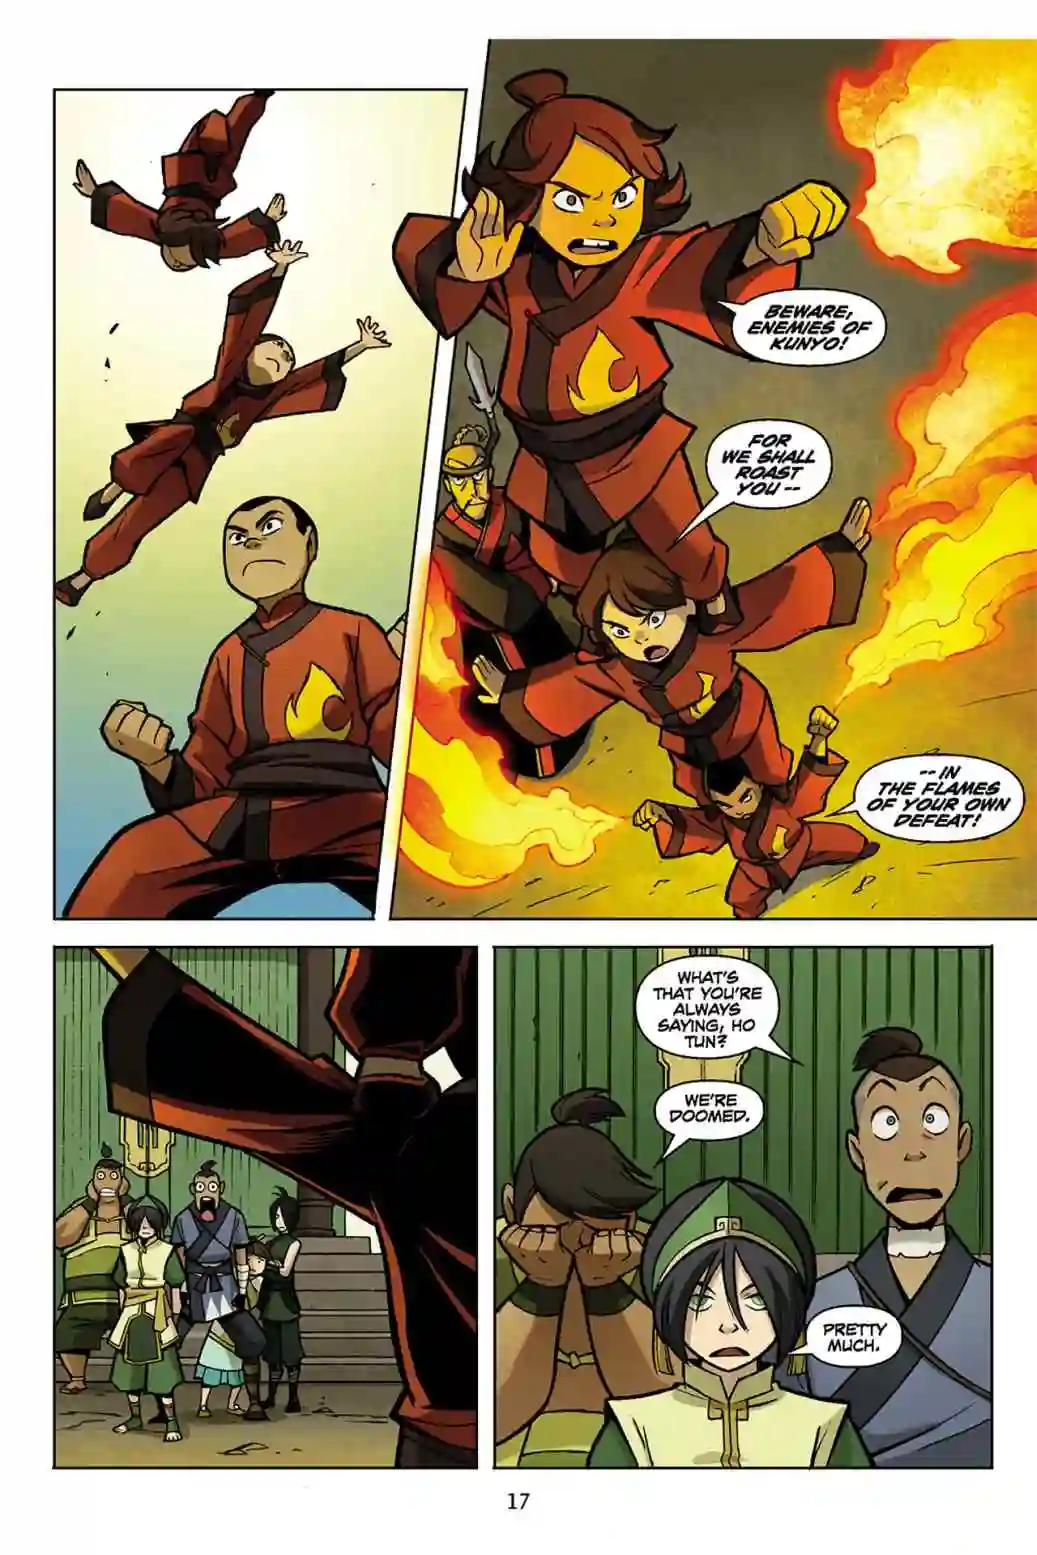 BEWARE,
ENEMIES OF
KUNYO!
FOR
WE SHALL
ROAST
YOU --
-- IN
THE FLAMES
OF YOUR OWN
DEFEAT!
WHAT'S
THAT YOU'RE
ALWAYS
SAYING, HO
TUN?
WE'RE
DOOMED.
PRETTY
MUCH.
17